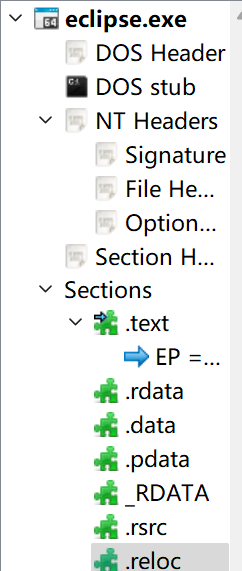 eclipse.exe
DOS Header
DOS stub
NT Headers
Signature
File He...
Option...
Section H...
Sections
.text
EP =...
.rdata
.data
.pdata
_RDATA
.rsrc
.reloc